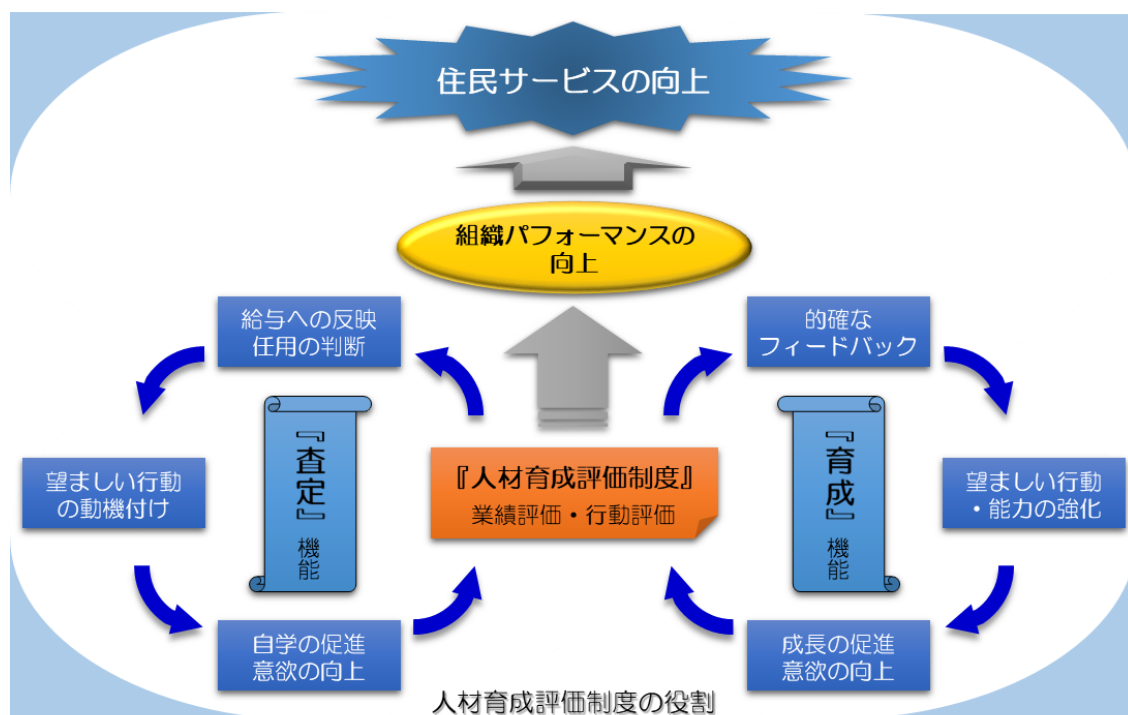 住民サービスの向上
組織パフォーマンスの
向上
給与への反映
任用の判断
的確な
フィードバック
『査定』機能
『育成』機能
望ましい行動
の動機付け
『人材育成評価制度』
業績評価・行動評価
望ましい行動
・能力の強化
自学の促進
意欲の向上
成長の促進
意欲の向上
人材育成評価制度の役割